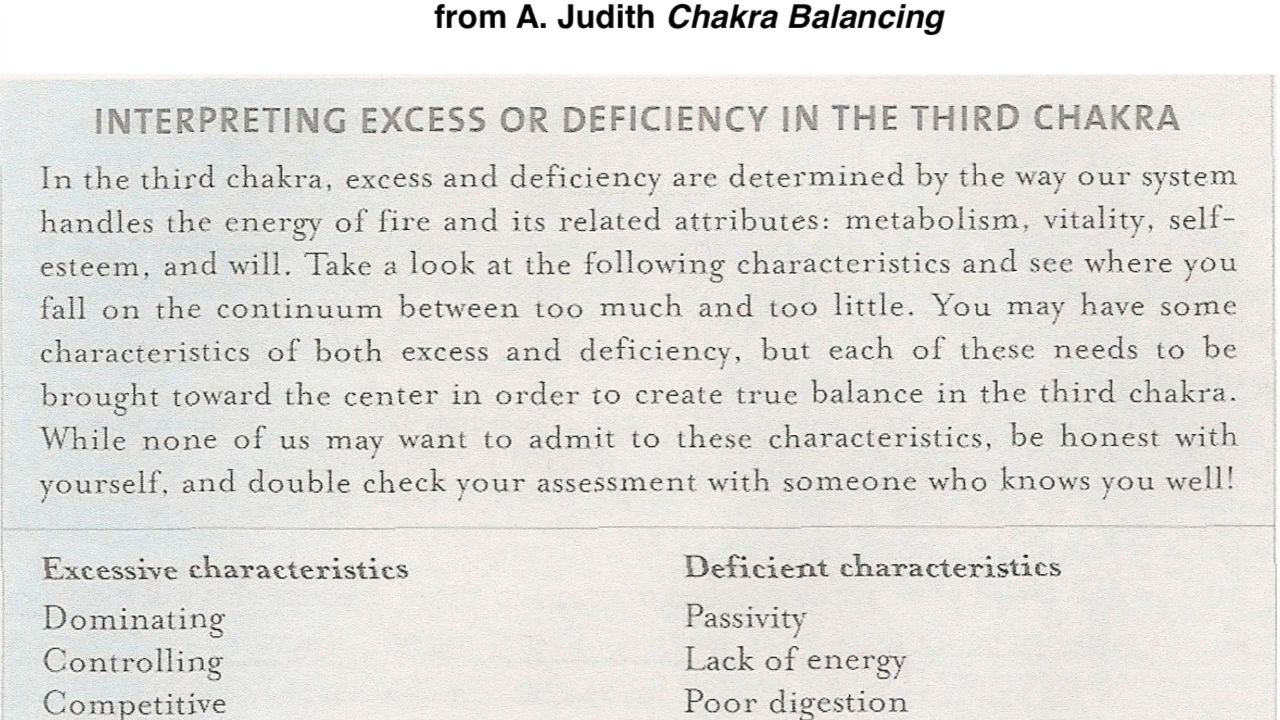 from A. Judith Chakra Balancing
INTERPRETING EXCESS OR DEFICIENCY IN THE THIRD CHAKRA
In the third chakra, excess and deficiency are determined by the way our system
handles the energy of fire and its related attributes: metabolism, vitality, self-
esteem, and will. Take a look at the following characteristics and see where you
fall on the continuum between too much and too little. You may have some
characteristics of both excess and deficiency, but each of these needs to be
brought toward the center in order to create true balance in the third chakra.
While none of us may want to admit to these characteristics, be honest with
yourself, and double check your assessment with someone who knows you well!
Excessive characteristics
Dominating
Controlling
Competitive
Deficient characteristics
Passivity
Lack of energy
Poor digestion